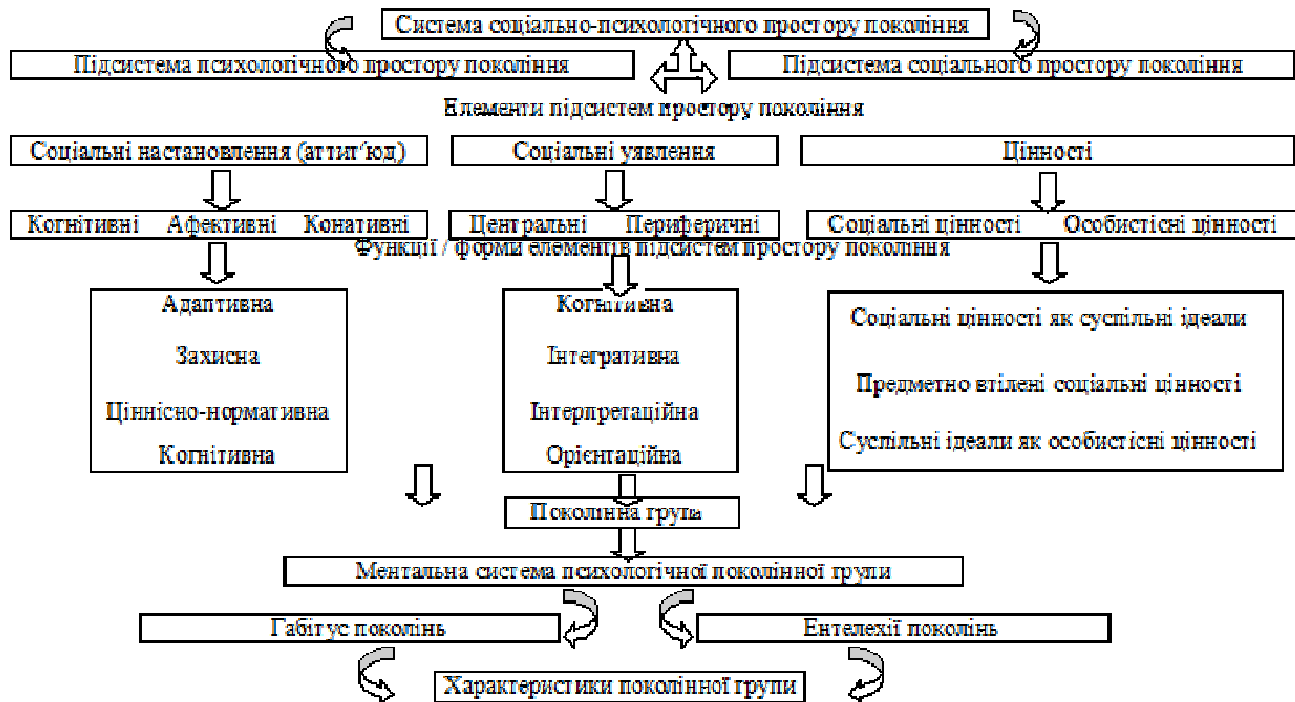 Система соціально-психологічного простору покоління
Підсистема психологічного простору покоління
Підсистема соціального простору покоління
Елементи підсистем простору покоління
Соціальні настановлення (аттит'юд)
Соціальні уявлення
Цінності
Когнітивні Афективні Конативні
Центральні Периферичні
Соціальні цінності Особистісні цінності
Функції / форми елементів підсистем простору покоління
Адаптивна
Захисна
Ціннісно-нормативна
Когнітивна
Когнітивна
Інтегративна
Інтерпретаційна
Орієнтаційна
Соціальні цінності як суспільні ідеали
Предметно втілені соціальні цінності
Суспільні ідеали як особистісні цінності
Поколінна група
Ментальна система психологічної поколінної групи
Габітус поколінь
Ентелехії поколінь
Характеристики поколінної групи